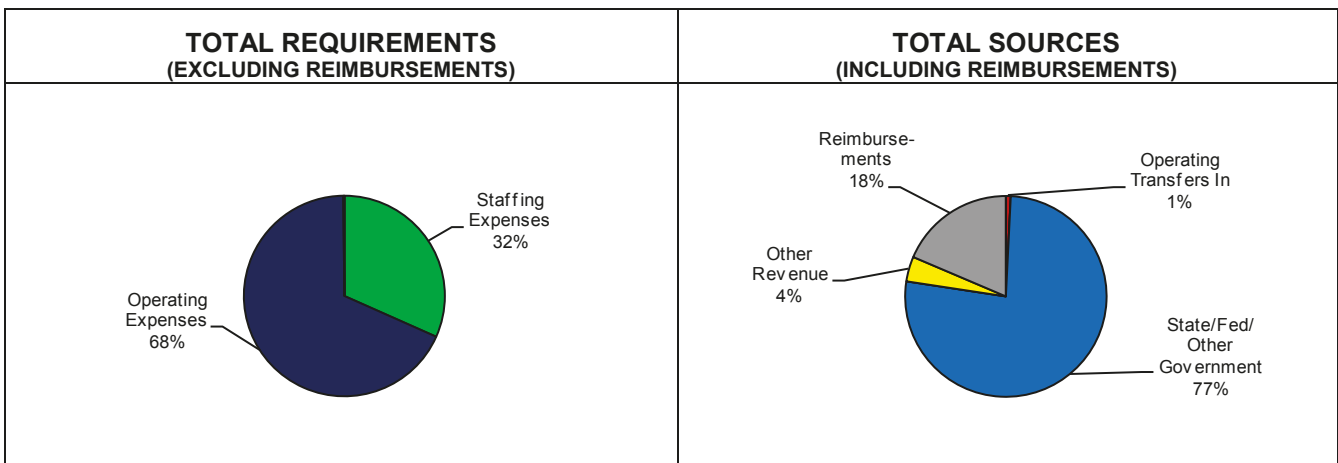 TOTAL REQUIREMENTS
(EXCLUDING REIMBURSEMENTS)
Staffing
Expenses
32%
Operating
Expenses
68%
TOTAL SOURCES
(INCLUDING REIMBURSEMENTS)
Reimburse-
ments
18%
Operating
Transfers In
1%
Other
Revenue
4%
State/Fed/
Other
Government
77%